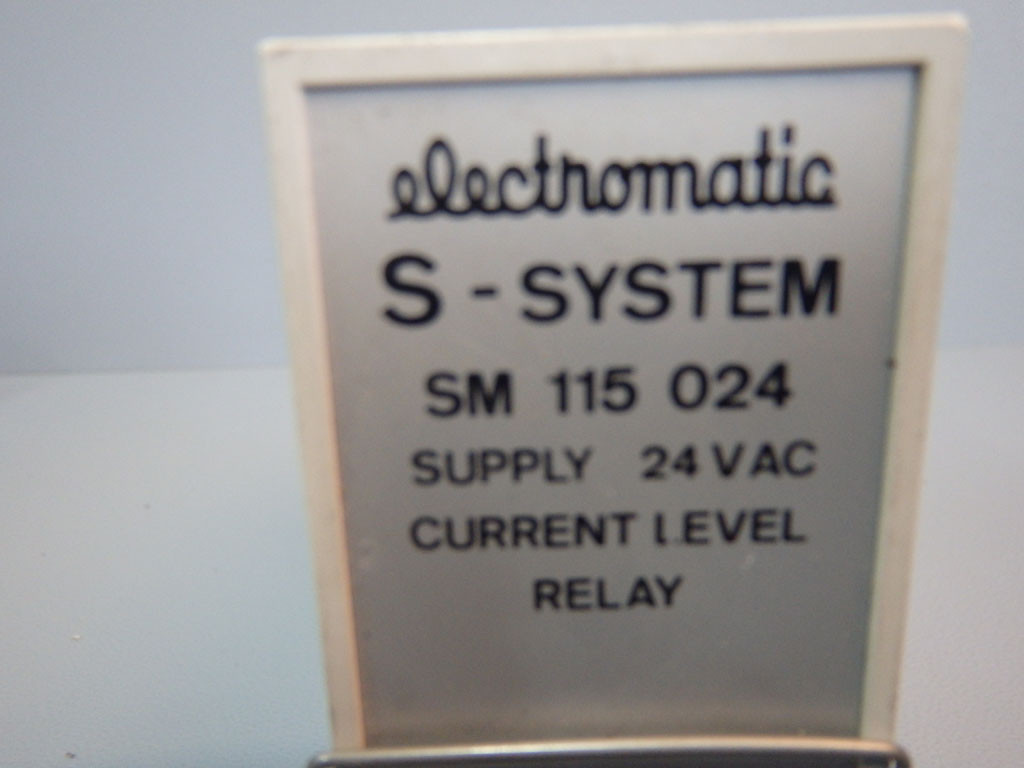 electromatic
S - SYSTEM
SM 115 024
SUPPLY 24 VAC
CURRENT LEVEL
RELAY